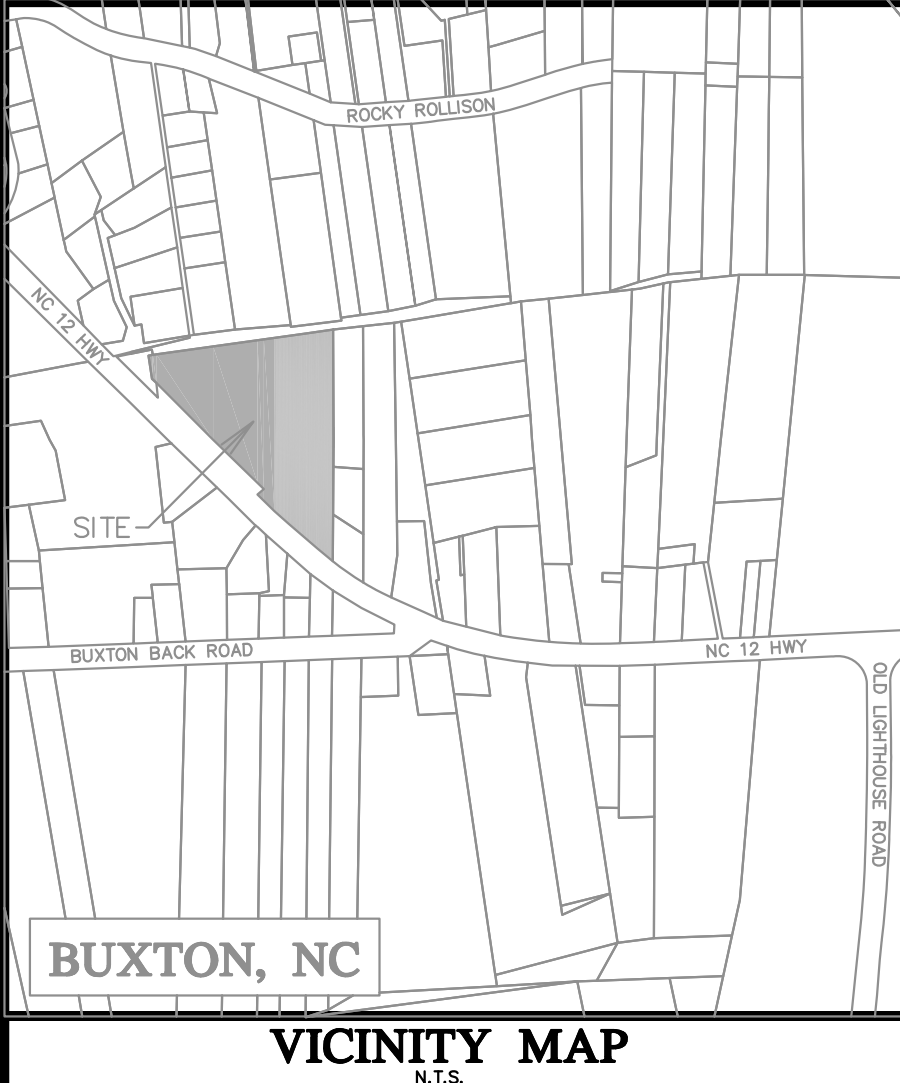 ROCKY ROLLISON
NC 12 HWY
SITE
BUXTON BACK ROAD
NC 12 HWY
OLD LIGHTHOUSE ROAD
BUXTON, NC
VICINITY MAP
N.T.S.